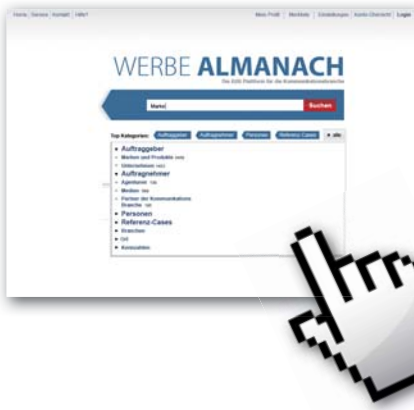 Home | Service | Kontakt | Hilfe?
Mein Profil | Merkliste | Einstellungen | Konto-Übersicht | Login
WERBE ALMANACH
Die B2B Plattform für die Kommunikationsbranche
Marke
Suchen
Top Kategorien: Auftraggeber Auftragnehmer Personen Referenz-Cases alle
Auftraggeber
Marken und Produkte
Unternehmen
Auftragnehmer
Agenturen
Medien
Partner der Kommunikations
Branche
Personen
Referenz-Cases
Branchen
Ort
Kennzahlen